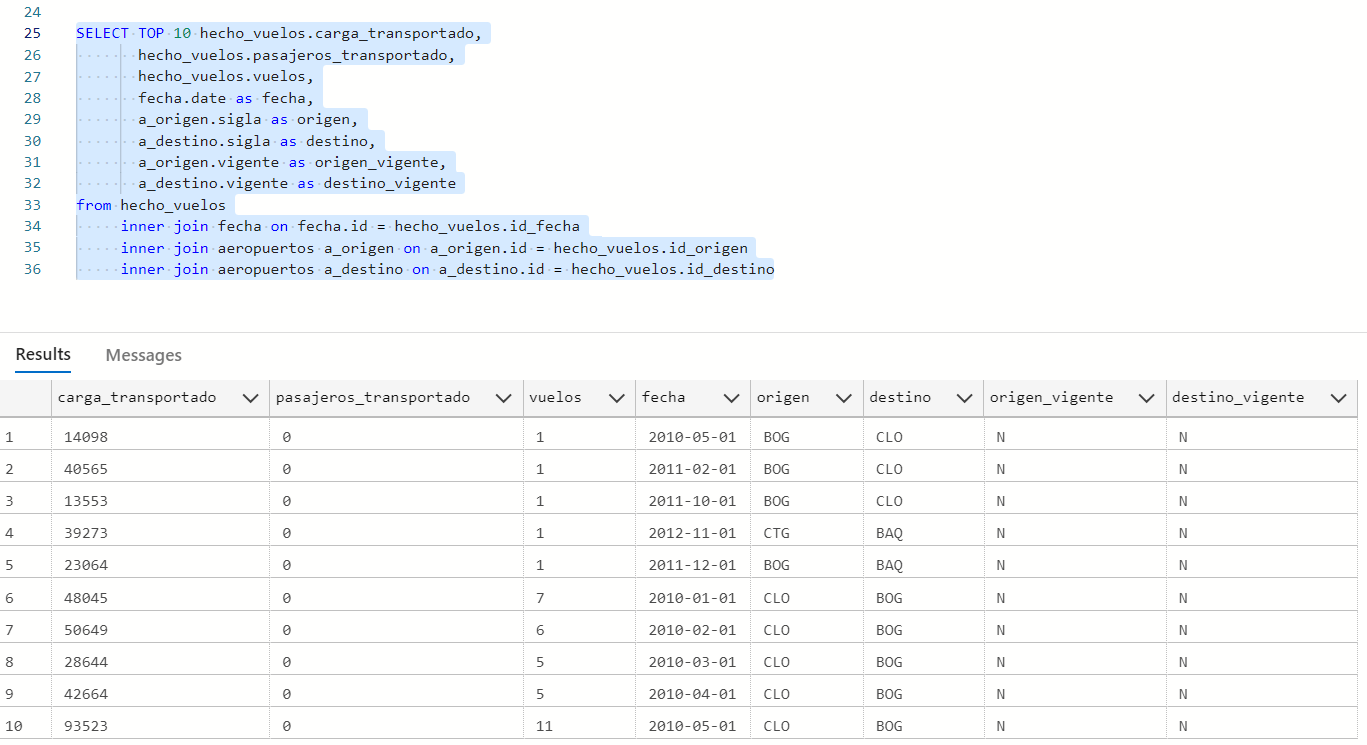 24
25 SELECT TOP 10 hecho_vuelos.carga_transportado,
26 hecho_vuelos.pasajeros_transportado,
27 hecho_vuelos.vuelos,
28 fecha.date as fecha,
29 a_origen.sigla as origen,
30 a_destino.sigla as destino,
31 a_origen.vigente as origen_vigente,
32 a_destino.vigente as destino_vigente
33 from hecho_vuelos
34 inner join fecha on fecha.id = hecho_vuelos.id_fecha
35 inner join aeropuertos a_origen on a_origen.id = hecho_vuelos.id_origen
36 inner join aeropuertos a_destino on a_destino.id = hecho_vuelos.id_destino
Results Messages
carga_transportado pasajeros_transportado vuelos fecha origen destino origen_vigente destino_vigente
1 14098 0 1 2010-05-01 BOG CLO N N
2 40565 0 1 2011-02-01 BOG CLO N N
3 13553 0 1 2011-10-01 BOG CLO N N
4 39273 0 1 2012-11-01 CTG BAQ N N
5 23064 0 1 2011-12-01 BOG BAQ N N
6 48045 0 7 2010-01-01 CLO BOG N N
7 50649 0 6 2010-02-01 CLO BOG N N
8 28644 0 5 2010-03-01 CLO BOG N N
9 42664 0 5 2010-04-01 CLO BOG N N
10 93523 0 11 2010-05-01 CLO BOG N N